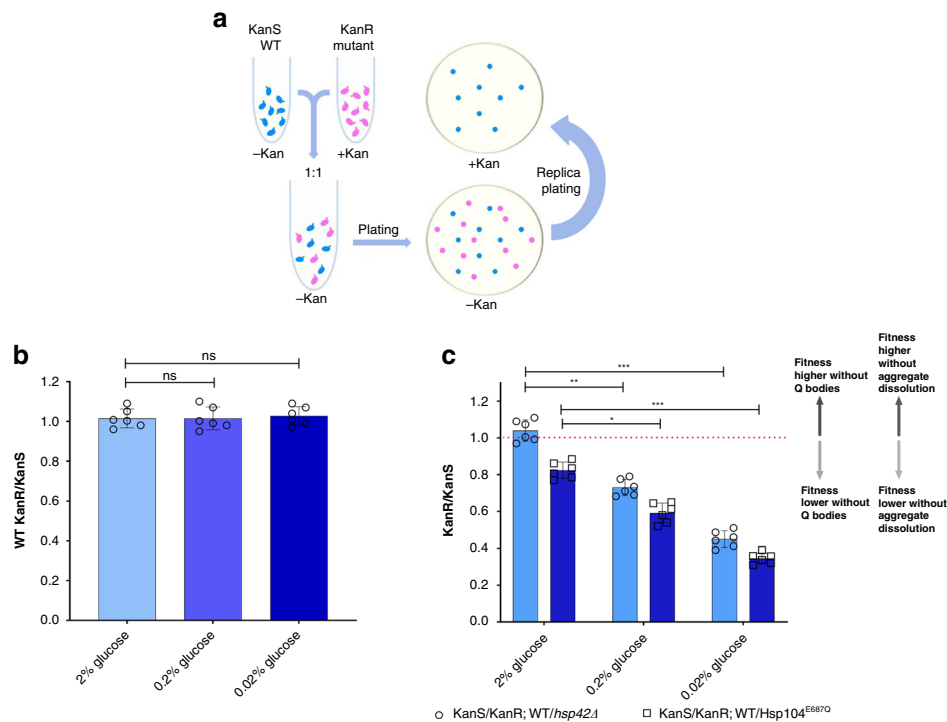 a
KanS
WT
KanR
mutant
–Kan
+Kan
1:1
–Kan
Plating
–Kan
+Kan
Replica
plating
b
ns
ns
WT KanR/KanS
1.2
1.0
0.8
0.6
0.4
0.2
0.0
2% glucose
0.2% glucose
0.02% glucose
c
***
**
***
*
KanR/KanS
1.2
1.0
0.8
0.6
0.4
0.2
0.0
2% glucose
0.2% glucose
0.02% glucose
Fitness
higher without
Q bodies
Fitness
higher without
aggregate
dissolution
Fitness
lower without
Q bodies
Fitness
lower without
aggregate
dissolution
KanS/KanR; WT/hsp42Δ
KanS/KanR; WT/Hsp104E687Q